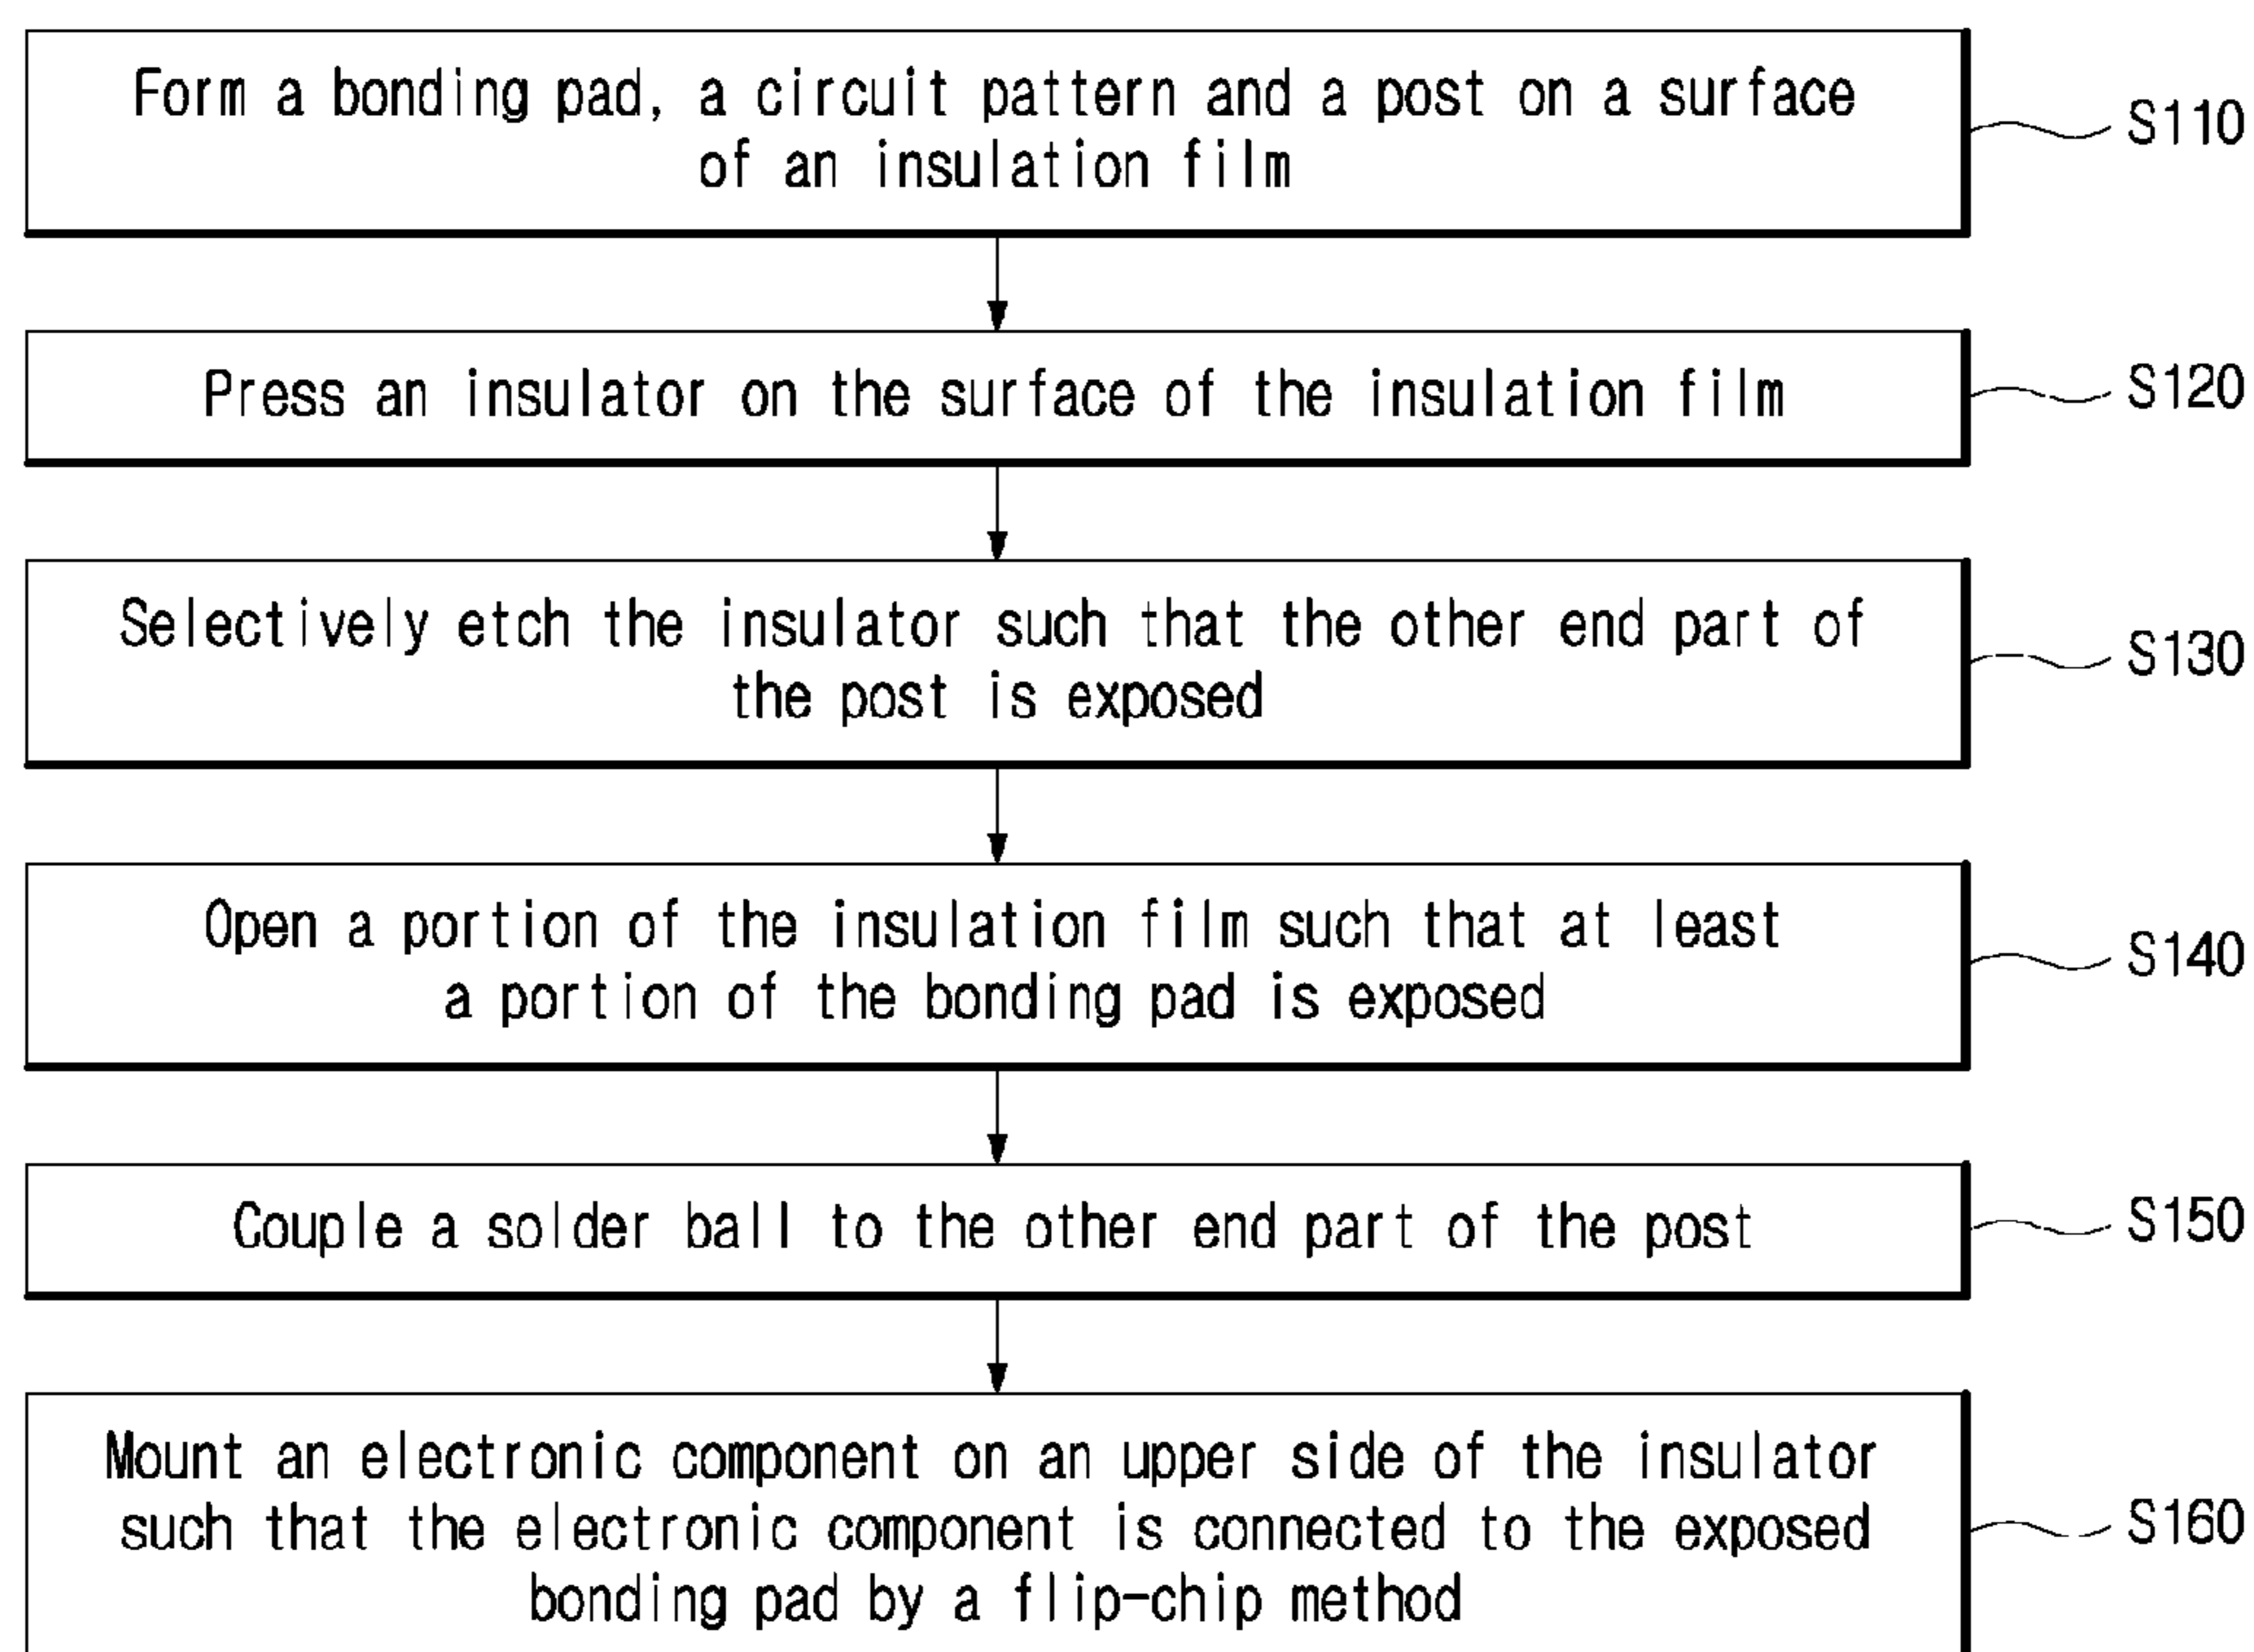 Form a bonding pad, a circuit pattern and a post on a surface
of an insulation film
S110
Press an insulator on the surface of the insulation film
S120
Selectively etch the insulator such that the other end part of
the post is exposed
S130
Open a portion of the insulation film such that at least
a portion of the bonding pad is exposed
S140
Couple a solder ball to the other end part of the post
S150
Mount an electronic component on an upper side of the insulator
such that the electronic component is connected to the exposed
bonding pad by a flip-chip method
S160